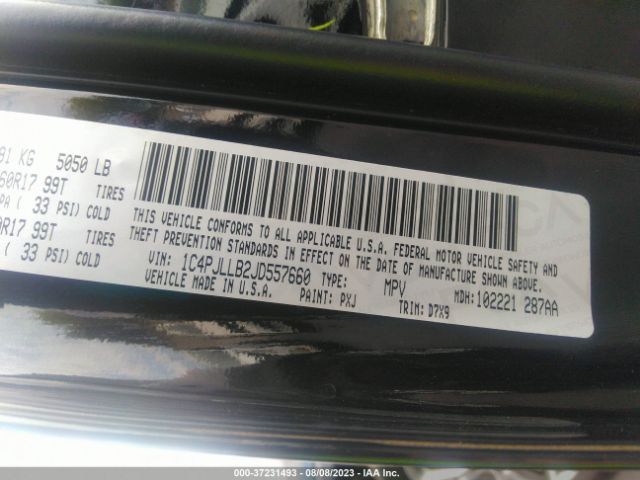 91 KG 5050 LB
60R17 99T TIRES
PA ( 33 PSI) COLD
0R17 99T TIRES
( 33 PSI) COLD
THIS VEHICLE CONFORMS TO ALL APPLICABLE U.S.A. FEDERAL MOTOR VEHICLE SAFETY AND
THEFT PREVENTION STANDARDS IN EFFECT ON THE DATE OF MANUFACTURE SHOWN ABOVE.
VIN: 1C4PJLLB2JD557660 TYPE: MPV MDH:102221 287AA
VEHICLE MADE IN U.S.A. PAINT: PXJ TRIM: D7X9
000-37231493 - 08/08/2023 - IAA Inc.